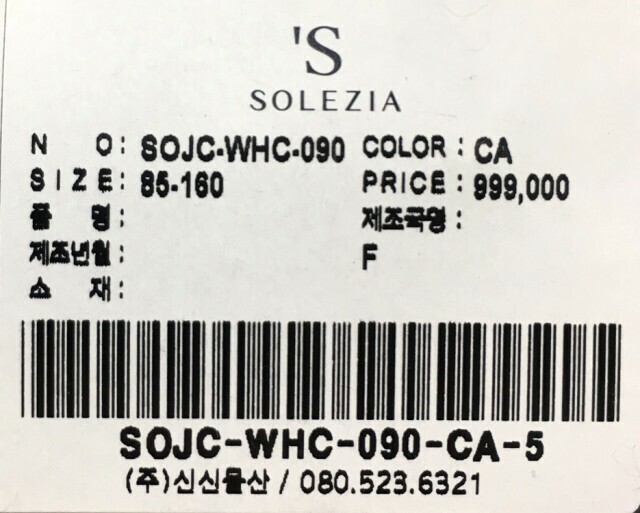 'S
SOLEZIA
N O : SOJC-WHC-090 COLOR : CA
SIZE : 85-160 PRICE : 999,000
품 명 : 제조국명 :
제조년월 : F
소 재 :
SOJC-WHC-090-CA-5
(주)신신물산 / 080.523.6321